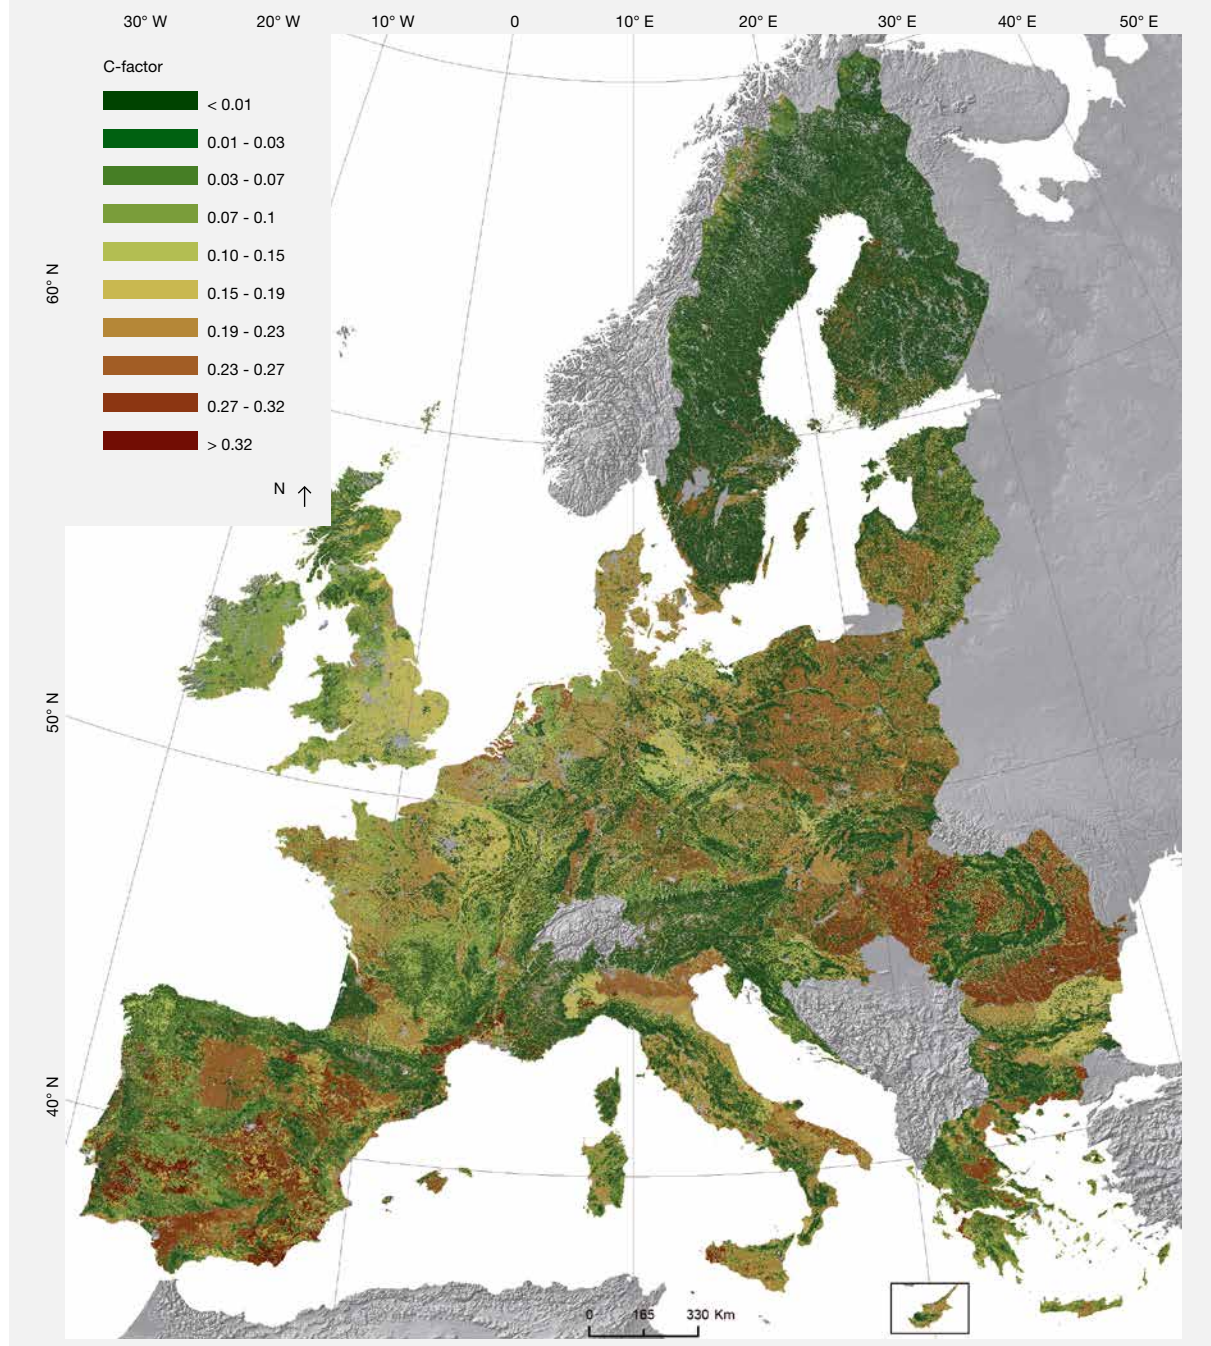 30° W 20° W 10° W 0 10° E 20° E 30° E 40° E 50° E
C-factor
< 0.01
0.01 - 0.03
0.03 - 0.07
0.07 - 0.1
0.10 - 0.15
0.15 - 0.19
0.19 - 0.23
0.23 - 0.27
0.27 - 0.32
> 0.32
N
60° N
50° N
40° N
0 165 330 Km